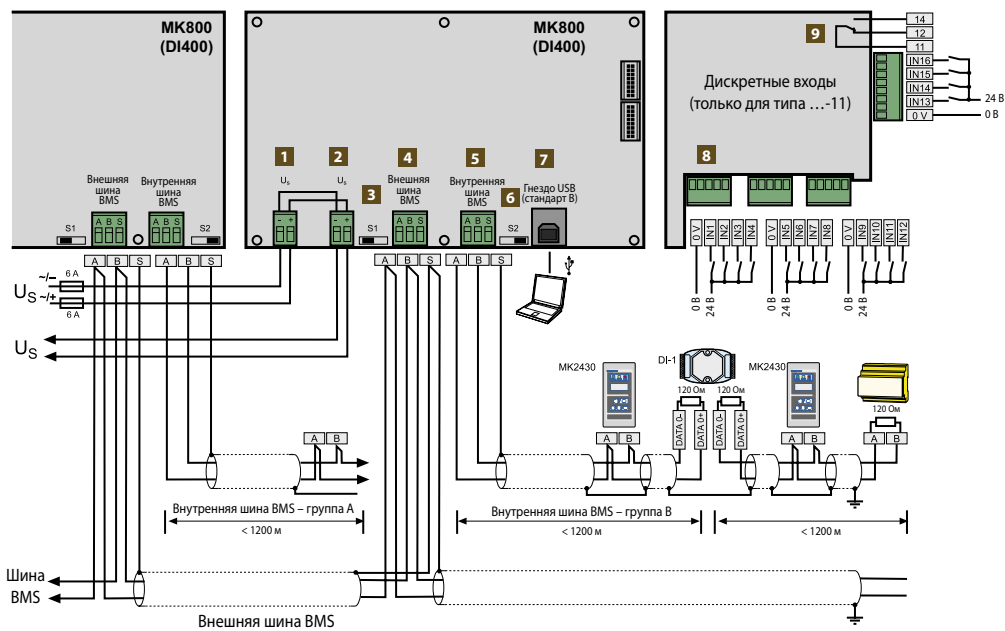 MK800
(DI400)
Внешняя
шина
BMS
Внутренняя
шина
BMS
A B S
A B S
S1
S2
A B S
A B S
MK800
(DI400)
1
2
3
4
5
6
7
Us
Us
- +
- +
Внешняя
шина
BMS
Внутренняя
шина
BMS
Гнездо USB
(стандарт B)
S1
A B S
A B S
S2
A B S
A B S
9
14
12
11
IN16
IN15
IN14
IN13
0 V
24 В
0 В
Дискретные входы
(только для типа …-11)
8
0 V
IN1
IN2
IN3
IN4
0 V
IN5
IN6
IN7
IN8
0 V
IN9
IN10
IN11
IN12
0 В
24 В
0 В
24 В
0 В
24 В
~/–
6 A
Us ~/+
6 A
Us
MK2430
DI-1
120 Ом
120 Ом
MK2430
120 Ом
DATA 0-
DATA 0+
DATA 0-
DATA 0+
A B
A B
A B
A B
Внутренняя шина BMS – группа A
< 1200 м
Внутренняя шина BMS – группа B
< 1200 м
< 1200 м
Шина
BMS
Внешняя шина BMS